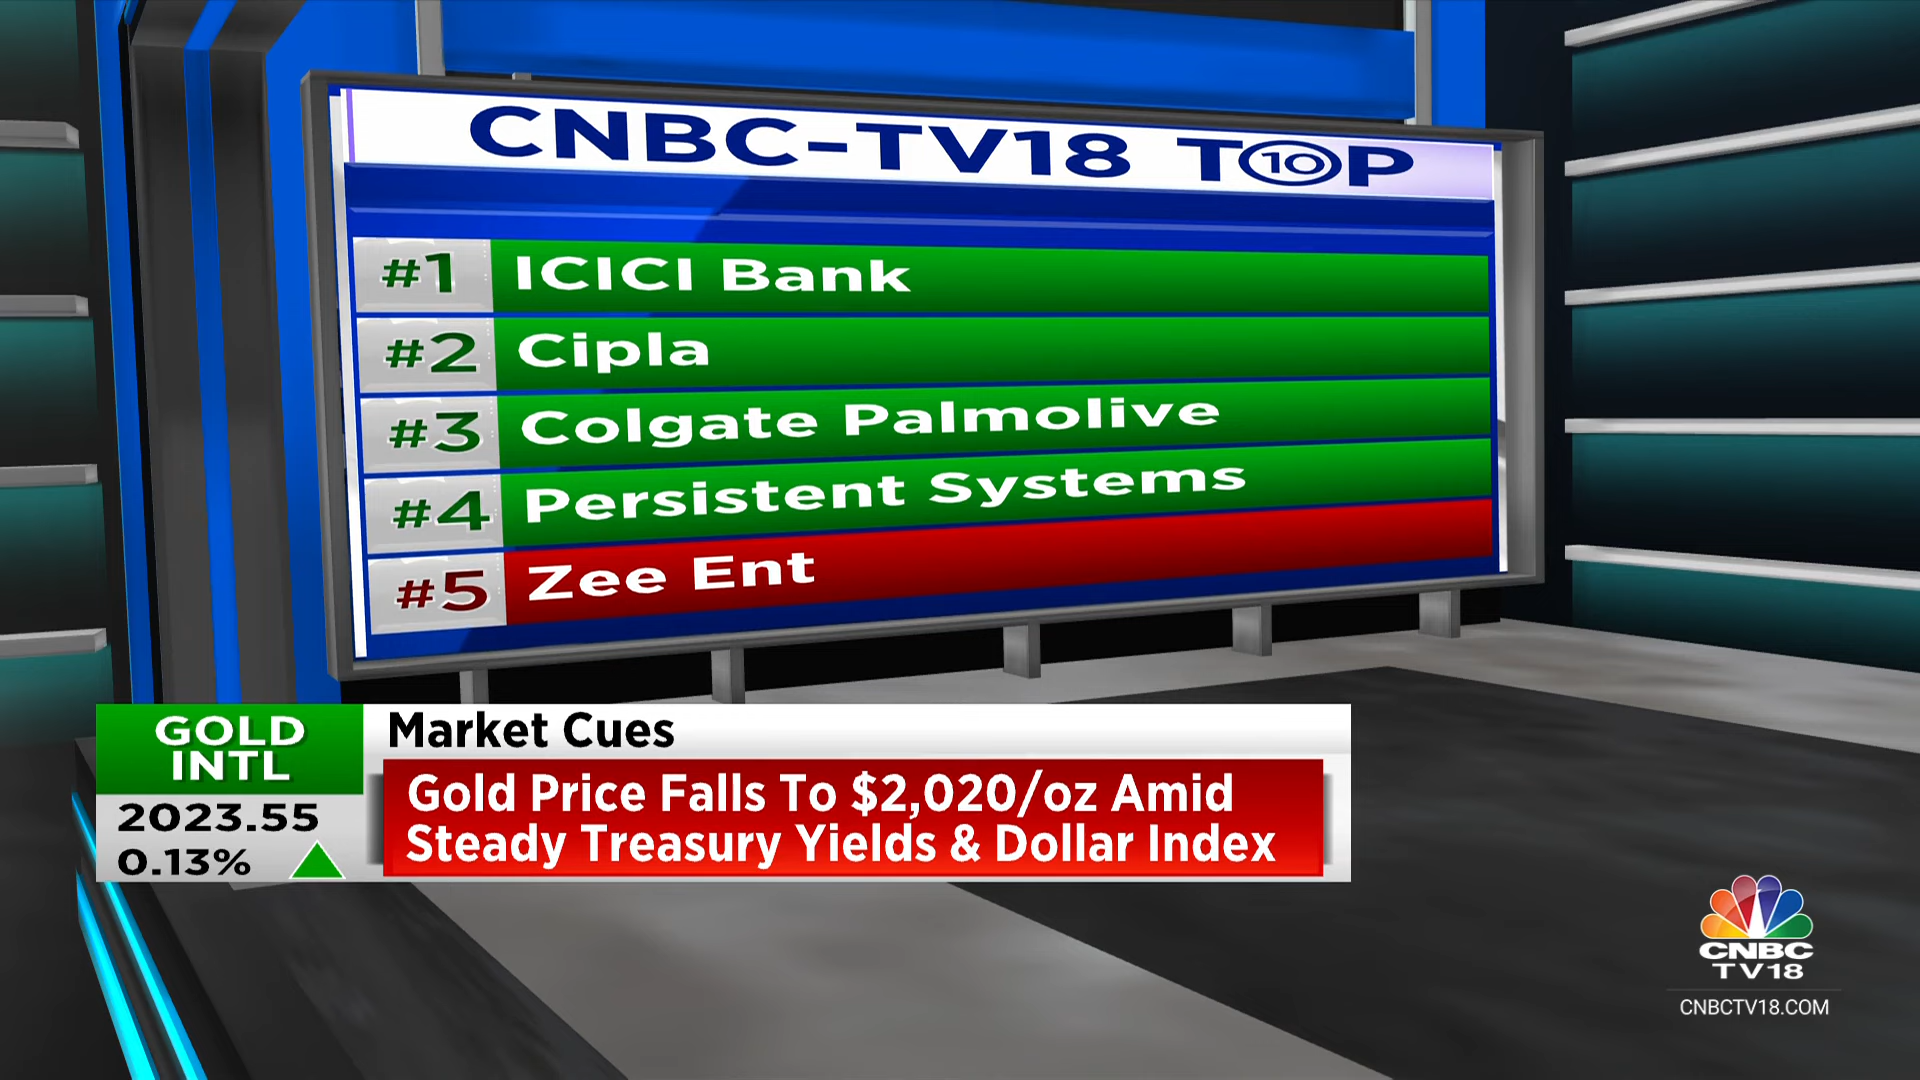 CNBC-TV18 TOP
10
#1 ICICI Bank
#2 Cipla
#3 Colgate Palmolive
#4 Persistent Systems
#5 Zee Ent
GOLD
INTL
2023.55
0.13%
Market Cues
Gold Price Falls To $2,020/oz Amid
Steady Treasury Yields & Dollar Index
CNBC
TV18
CNBCTV18.COM